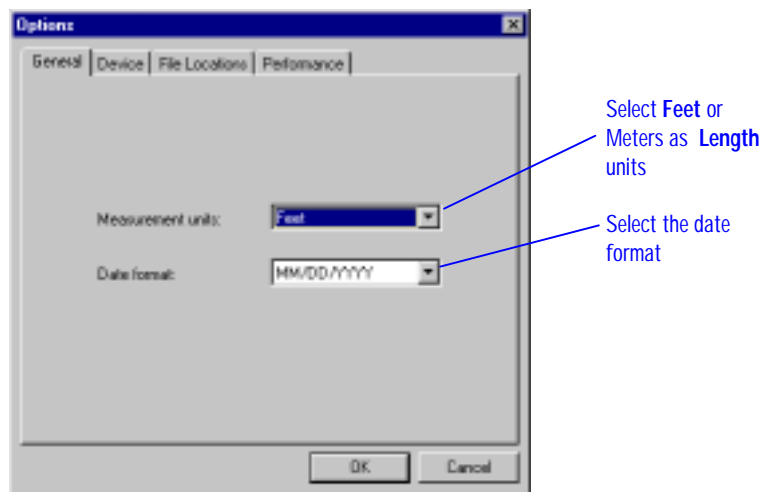 Options
General Device File Locations Performance
Select Feet or
Meters as Length
units
Measurement units: Feet
Select the date
format
Date format: MM/DD/YYYY
OK Cancel